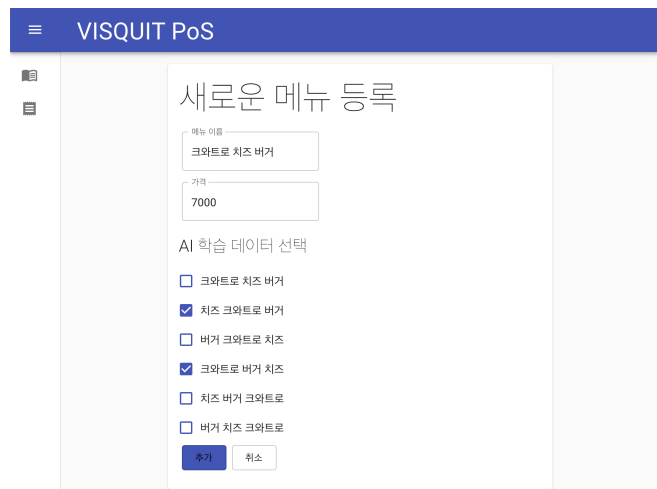 VISQUIT PoS
새로운 메뉴 등록
메뉴 이름
크와트로 치즈 버거
가격
7000
AI 학습 데이터 선택
크와트로 치즈 버거
치즈 크와트로 버거
버거 크와트로 치즈
크와트로 버거 치즈
치즈 버거 크와트로
버거 치즈 크와트로
추가 취소